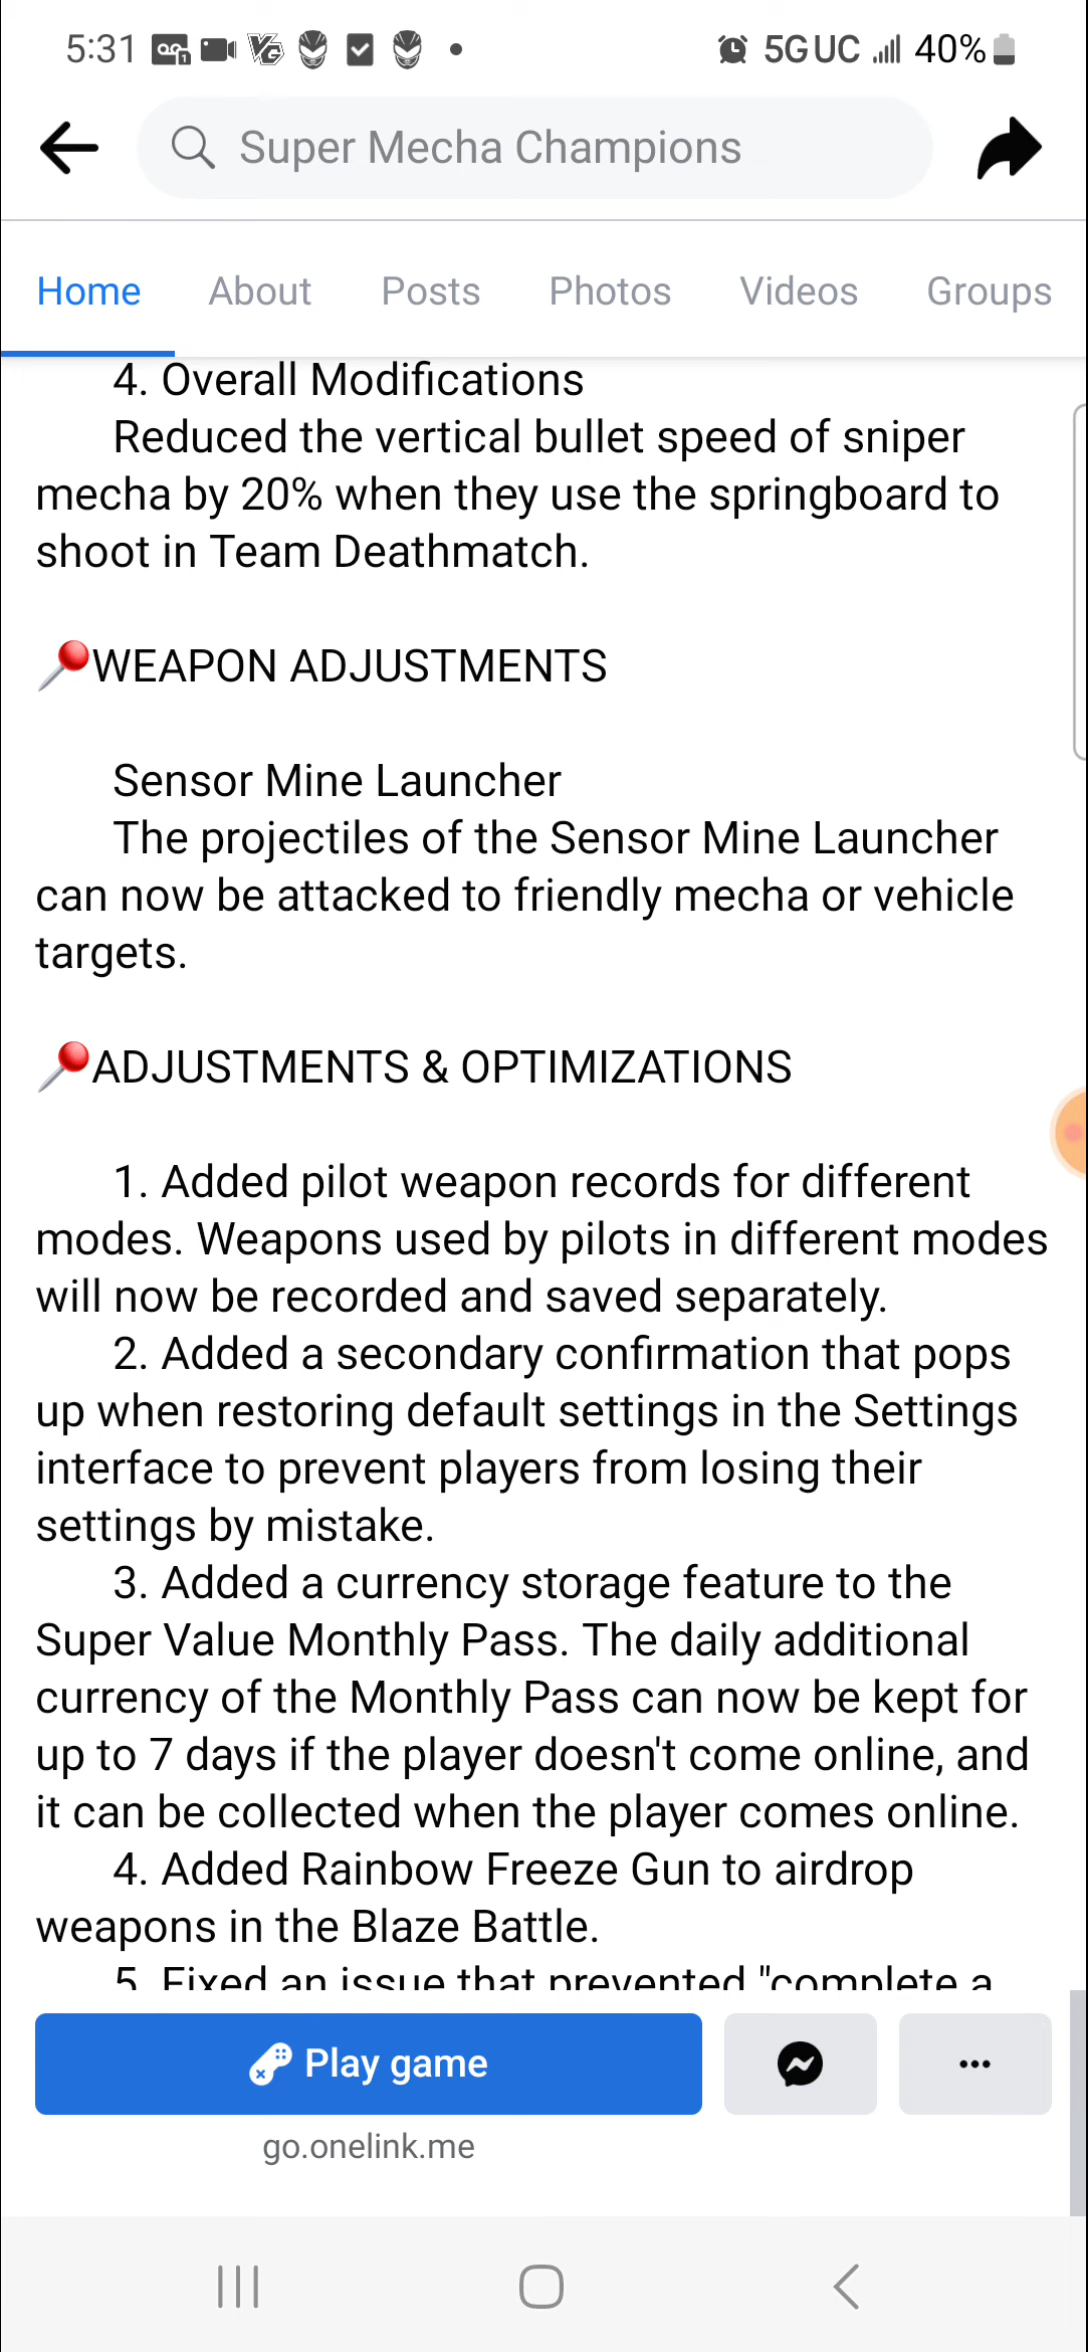 5:31
5G UC 40%
Super Mecha Champions
Home About Posts Photos Videos Groups
4. Overall Modifications
Reduced the vertical bullet speed of sniper
mecha by 20% when they use the springboard to
shoot in Team Deathmatch.
📍WEAPON ADJUSTMENTS
Sensor Mine Launcher
The projectiles of the Sensor Mine Launcher
can now be attacked to friendly mecha or vehicle
targets.
📍ADJUSTMENTS & OPTIMIZATIONS
1. Added pilot weapon records for different
modes. Weapons used by pilots in different modes
will now be recorded and saved separately.
2. Added a secondary confirmation that pops
up when restoring default settings in the Settings
interface to prevent players from losing their
settings by mistake.
3. Added a currency storage feature to the
Super Value Monthly Pass. The daily additional
currency of the Monthly Pass can now be kept for
up to 7 days if the player doesn't come online, and
it can be collected when the player comes online.
4. Added Rainbow Freeze Gun to airdrop
weapons in the Blaze Battle.
5. Fixed an issue that prevented "complete a
Play game
go.onelink.me